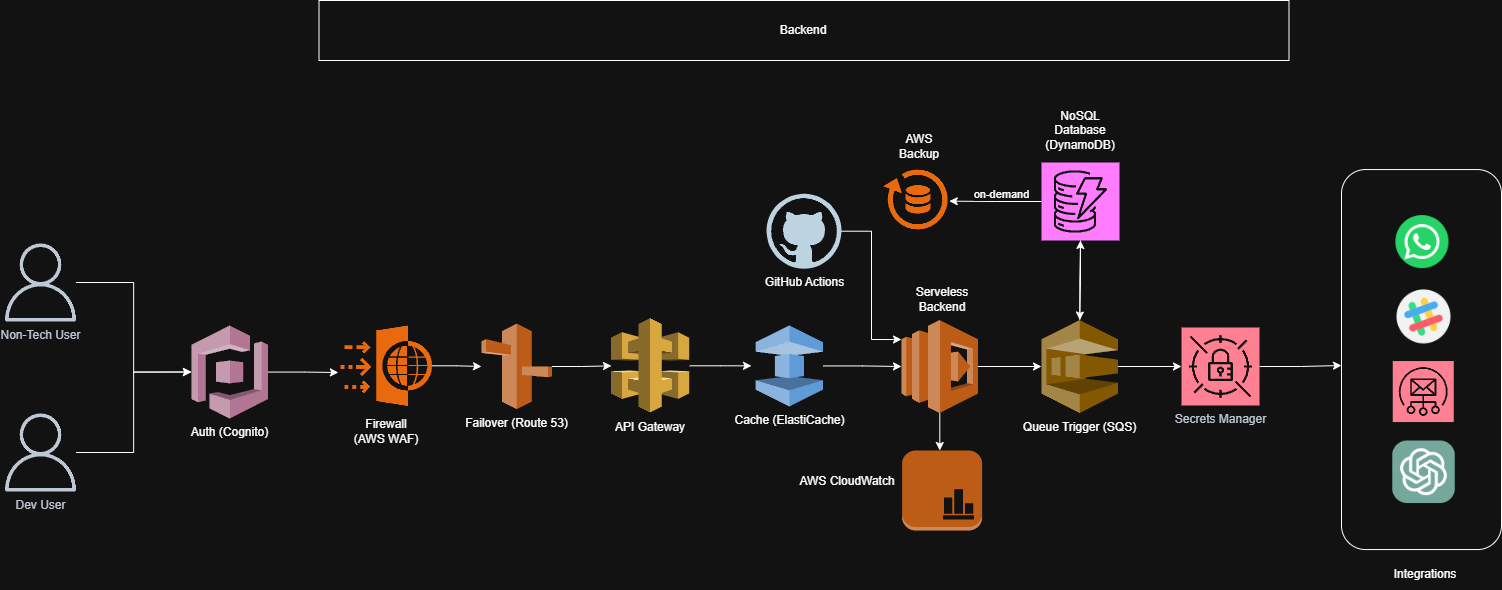 Backend
NoSQL
Database
(DynamoDB)
AWS
Backup
on-demand
GitHub Actions
Serveless
Backend
Non-Tech User
Auth (Cognito)
Firewall
(AWS WAF)
Failover (Route 53)
API Gateway
Cache (ElastiCache)
Queue Trigger (SQS)
Secrets Manager
AWS CloudWatch
Dev User
Integrations